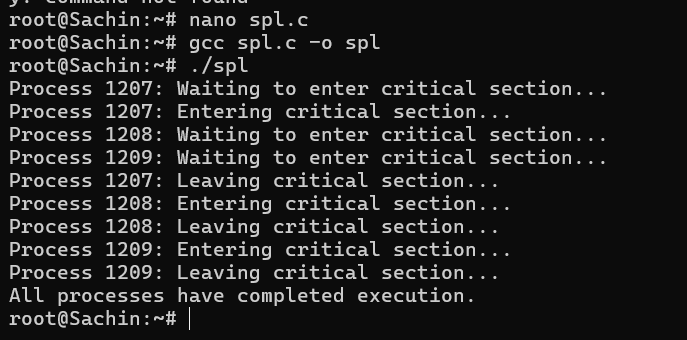 y: command not found
root@Sachin:~# nano spl.c
root@Sachin:~# gcc spl.c -o spl
root@Sachin:~# ./spl
Process 1207: Waiting to enter critical section...
Process 1207: Entering critical section...
Process 1208: Waiting to enter critical section...
Process 1209: Waiting to enter critical section...
Process 1207: Leaving critical section...
Process 1208: Entering critical section...
Process 1208: Leaving critical section...
Process 1209: Entering critical section...
Process 1209: Leaving critical section...
All processes have completed execution.
root@Sachin:~#